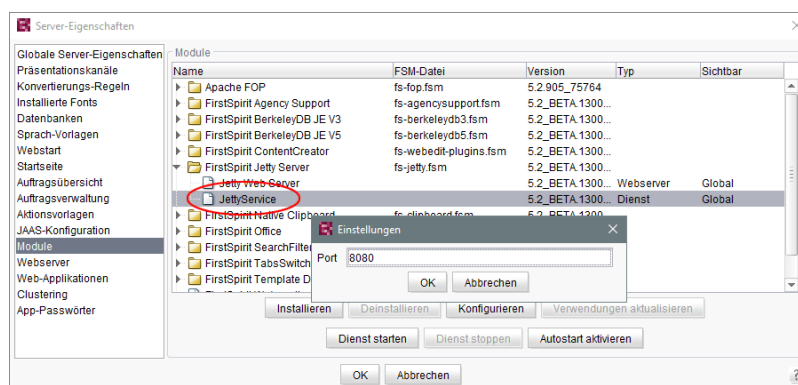 Server-Eigenschaften
Globale Server-Eigenschaften
Präsentationskanäle
Konvertierungs-Regeln
Installierte Fonts
Datenbanken
Sprach-Vorlagen
Webstart
Startseite
Auftragsübersicht
Auftragsverwaltung
Aktionsvorlagen
JAAS-Konfiguration
Module
Webserver
Web-Applikationen
Clustering
App-Passwörter
Module
Name FSM-Datei Version Typ Sichtbar
Apache FOP fs-fop.fsm 5.2.905_75764
FirstSpirit Agency Support fs-agencysupport.fsm 5.2_BETA.1300...
FirstSpirit BerkeleyDB JE V3 fs-berkeleydb3.fsm 5.2_BETA.1300...
FirstSpirit BerkeleyDB JE V5 fs-berkeleydb5.fsm 5.2_BETA.1300...
FirstSpirit ContentCreator fs-webedit-plugins.fsm 5.2_BETA.1300...
FirstSpirit Jetty Server fs-jetty.fsm 5.2_BETA.1300...
Jetty Web Server 5.2_BETA.1300... Webserver Global
JettyService 5.2_BETA.1300... Dienst Global
FirstSpirit Native Clipboard fs-clipboard.fsm 5.2_BETA.1300...
FirstSpirit Office
FirstSpirit SearchFilter
FirstSpirit TabsSwitch
FirstSpirit Template D
Einstellungen
Port 8080
OK Abbrechen
Installieren Deinstallieren Konfigurieren Verwendungen aktualisieren
Dienst starten Dienst stoppen Autostart aktivieren
OK Abbrechen
?